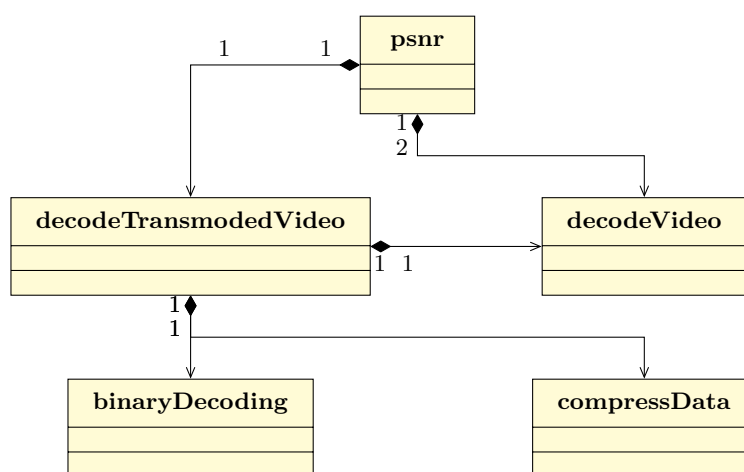 psnr
1 1
1
2
decodeTransmodedVideo
decodeVideo
1 1
1
1
binaryDecoding
compressData